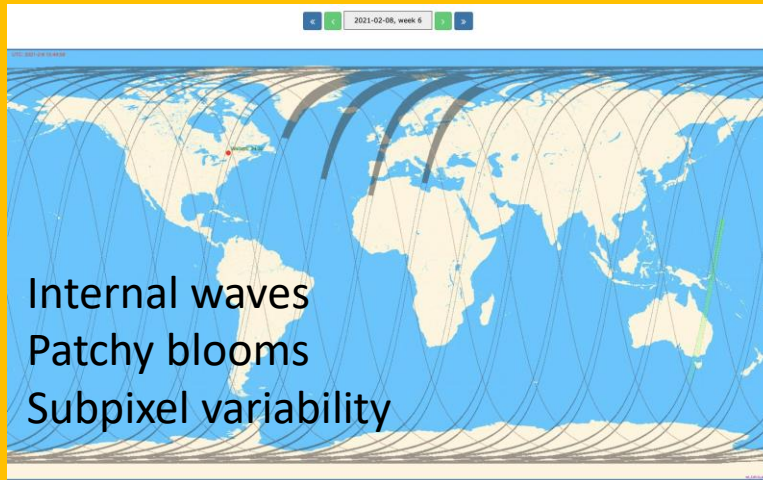 « ‹ 2021-02-08, week 6 › »
Internal waves
Patchy blooms
Subpixel variability